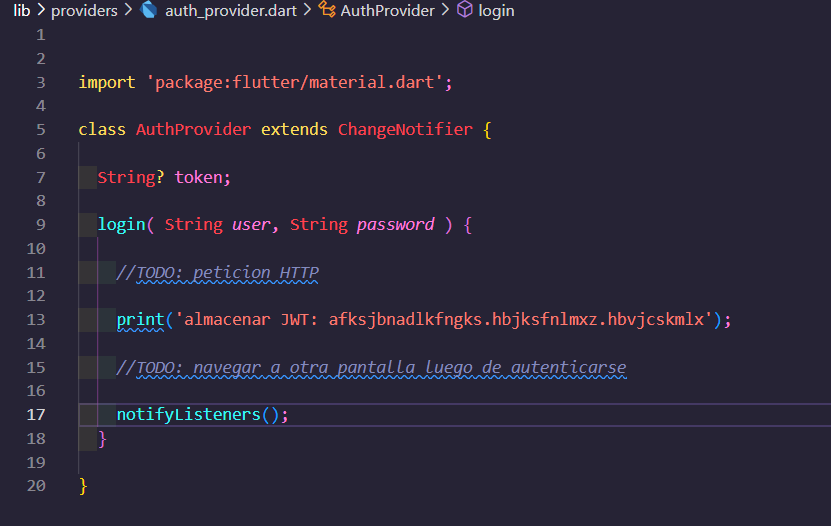 lib > providers > auth_provider.dart > AuthProvider > login
1
2
3 import 'package:flutter/material.dart';
4
5 class AuthProvider extends ChangeNotifier {
6
7 String? token;
8
9 login( String user, String password ) {
10
11 //TODO: peticion HTTP
12
13 print('almacenar JWT: afksjbnadlkfngks.hbjksfnlmxz.hbvjcskmlx');
14
15 //TODO: navegar a otra pantalla luego de autenticarse
16
17 notifyListeners();
18 }
19
20 }